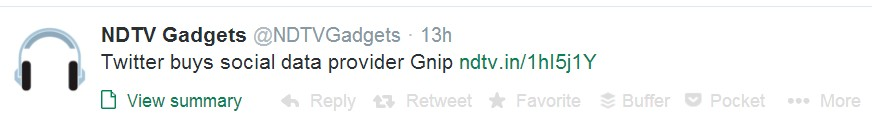 NDTV Gadgets @NDTVGadgets · 13h
Twitter buys social data provider Gnip ndtv.in/1hI5j1Y
View summary Reply Retweet Favorite Buffer Pocket More